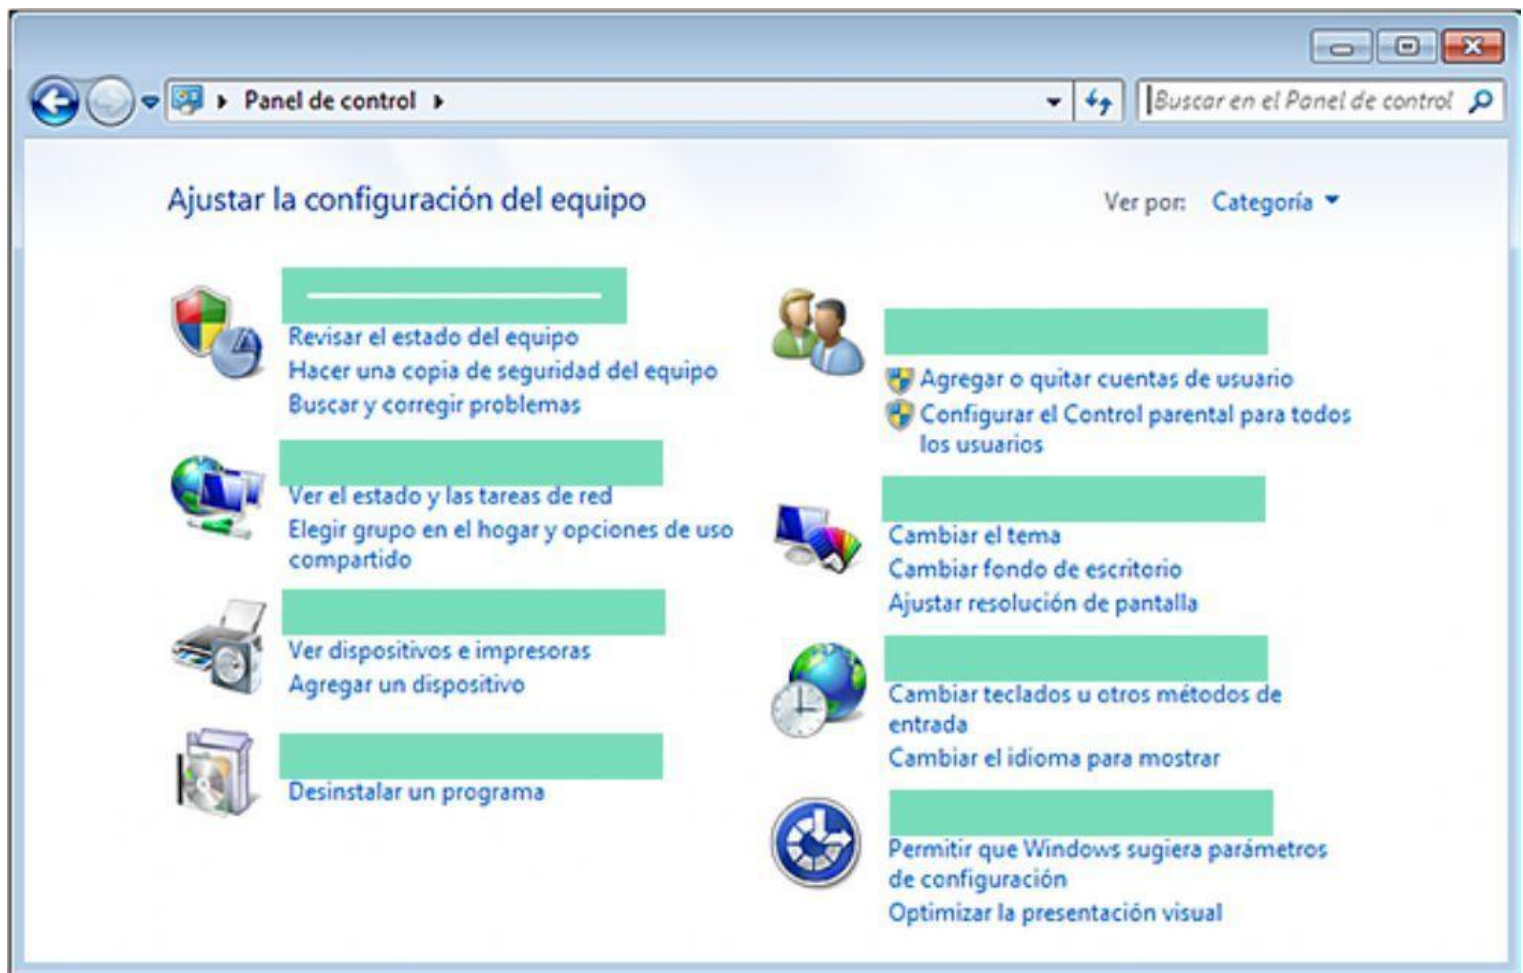 Panel de control
Buscar en el Panel de control
Ajustar la configuración del equipo
Ver por: Categoría
Revisar el estado del equipo
Hacer una copia de seguridad del equipo
Buscar y corregir problemas
Ver el estado y las tareas de red
Elegir grupo en el hogar y opciones de uso
compartido
Ver dispositivos e impresoras
Agregar un dispositivo
Desinstalar un programa
Agregar o quitar cuentas de usuario
Configurar el Control parental para todos
los usuarios
Cambiar el tema
Cambiar fondo de escritorio
Ajustar resolución de pantalla
Cambiar teclados u otros métodos de
entrada
Cambiar el idioma para mostrar
Permitir que Windows sugiera parámetros
de configuración
Optimizar la presentación visual